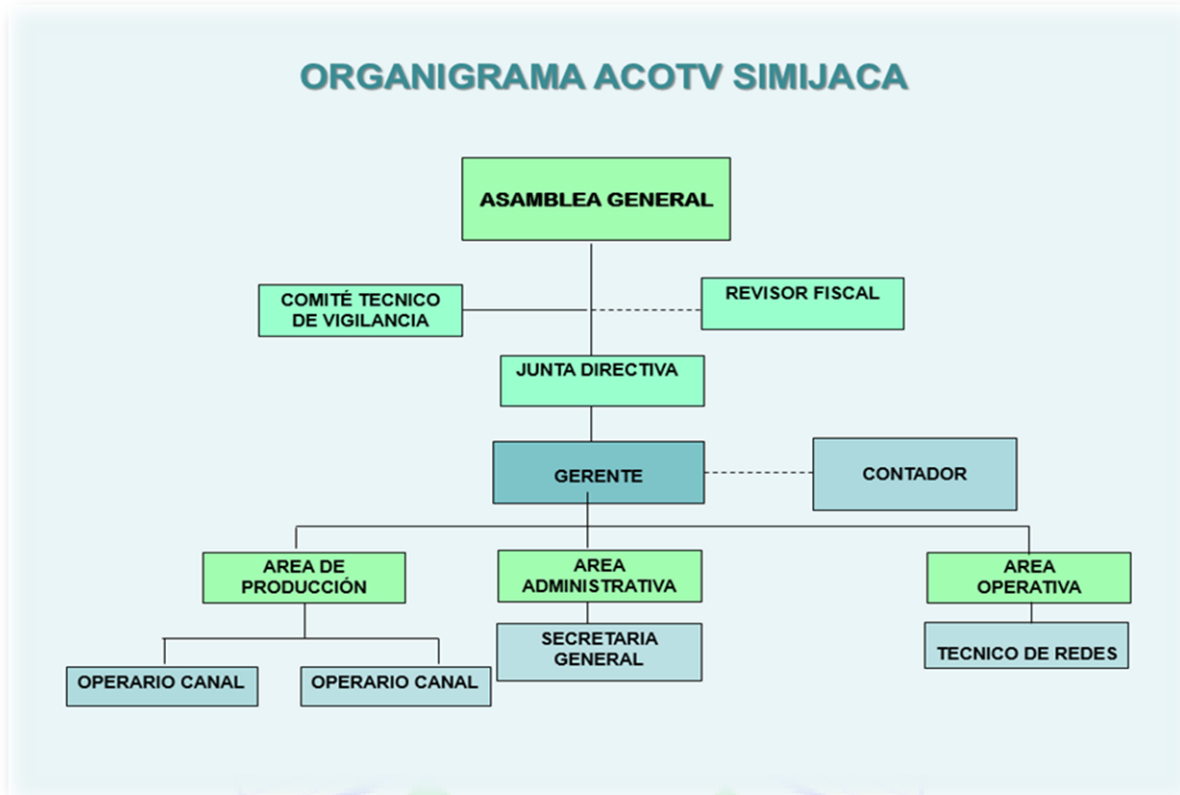 ORGANIGRAMA ACOTV SIMIJACA
ASAMBLEA GENERAL
COMITÉ TECNICO
DE VIGILANCIA
REVISOR FISCAL
JUNTA DIRECTIVA
GERENTE
CONTADOR
AREA DE
PRODUCCIÓN
AREA
ADMINISTRATIVA
AREA
OPERATIVA
OPERARIO CANAL
OPERARIO CANAL
SECRETARIA
GENERAL
TECNICO DE REDES